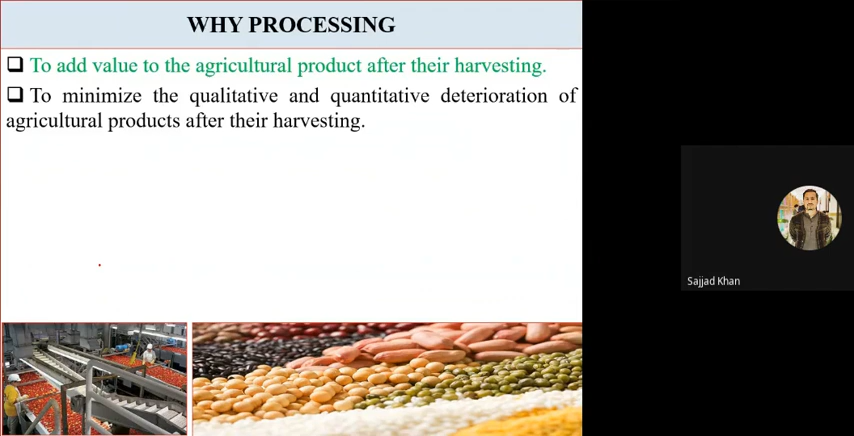 WHY PROCESSING
To add value to the agricultural product after their harvesting.
To minimize the qualitative and quantitative deterioration of
agricultural products after their harvesting.
Sajjad Khan